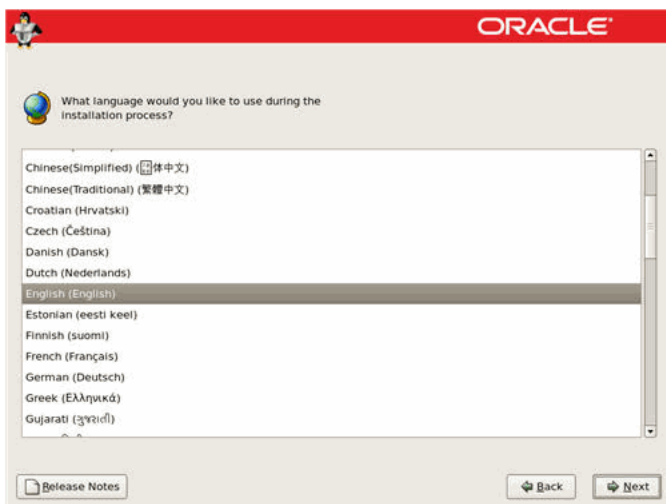 ORACLE®
What language would you like to use during the
installation process?
Chinese(Simplified) (体中文)
Chinese(Traditional) (繁體中文)
Croatian (Hrvatski)
Czech (Čeština)
Danish (Dansk)
Dutch (Nederlands)
English (English)
Estonian (eesti keel)
Finnish (suomi)
French (Français)
German (Deutsch)
Greek (Ελληνικά)
Gujarati (ગુજરાતી)
Release Notes
Back
Next